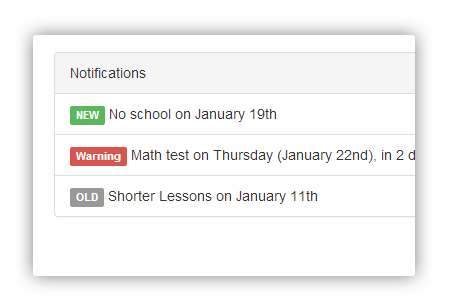 Notifications
NEW No school on January 19th
Warning Math test on Thursday (January 22nd), in 2 d
OLD Shorter Lessons on January 11th